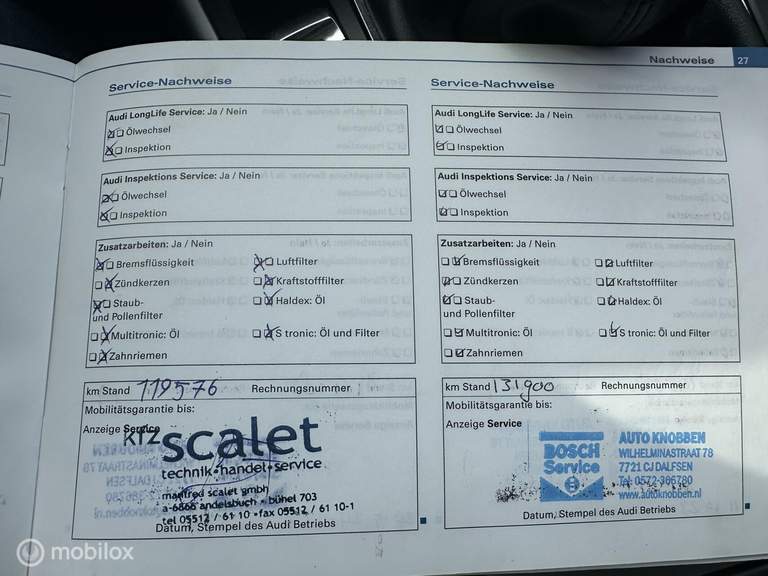 Nachweise 27
Service-Nachweise
Audi LongLife Service: Ja / Nein
Ölwechsel
Inspektion
Audi Inspektions Service: Ja / Nein
Ölwechsel
Inspektion
Zusatzarbeiten: Ja / Nein
Bremsflüssigkeit
Luftfilter
Zündkerzen
Kraftstofffilter
Staub-
und Pollenfilter
Haldex: Öl
Multitronic: Öl
S tronic: Öl und Filter
Zahnriemen
km Stand 119576 Rechnungsnummer
Mobilitätsgarantie bis:
Anzeige Service
KFZ scalet
technik•handel•service
manfred scalet gmbh
a-6866 andelsbuch • bühel 703
tel 05512 / 61 10 • fax 05512 / 61 10-1
Datum, Stempel des Audi Betriebs
Service-Nachweise
Audi LongLife Service: Ja / Nein
Ölwechsel
Inspektion
Audi Inspektions Service: Ja / Nein
Ölwechsel
Inspektion
Zusatzarbeiten: Ja / Nein
Bremsflüssigkeit
Luftfilter
Zündkerzen
Kraftstofffilter
Staub-
und Pollenfilter
Haldex: Öl
Multitronic: Öl
S tronic: Öl und Filter
Zahnriemen
km Stand 131900 Rechnungsnummer
Mobilitätsgarantie bis:
Anzeige Service
BOSCH
Service
AUTO KNOBBEN
WILHELMINASTRAAT 78
7721 CJ DALFSEN
Tel. 0572-366780
www.autoknobben.nl
Datum, Stempel des Audi Betriebs
mobilox